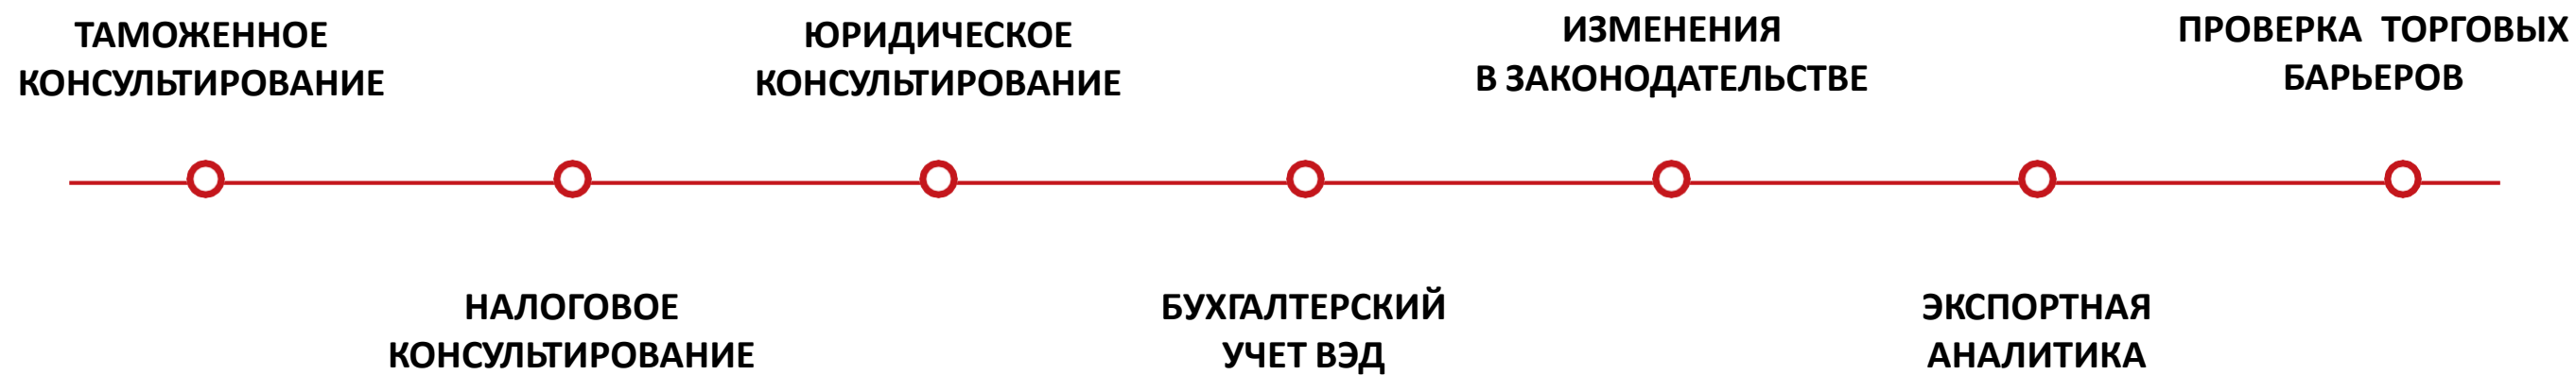 ТАМОЖЕННОЕ
КОНСУЛЬТИРОВАНИЕ
НАЛОГОВОЕ
КОНСУЛЬТИРОВАНИЕ
ЮРИДИЧЕСКОЕ
КОНСУЛЬТИРОВАНИЕ
БУХГАЛТЕРСКИЙ
УЧЕТ ВЭД
ИЗМЕНЕНИЯ
В ЗАКОНОДАТЕЛЬСТВЕ
ЭКСПОРТНАЯ
АНАЛИТИКА
ПРОВЕРКА ТОРГОВЫХ
БАРЬЕРОВ